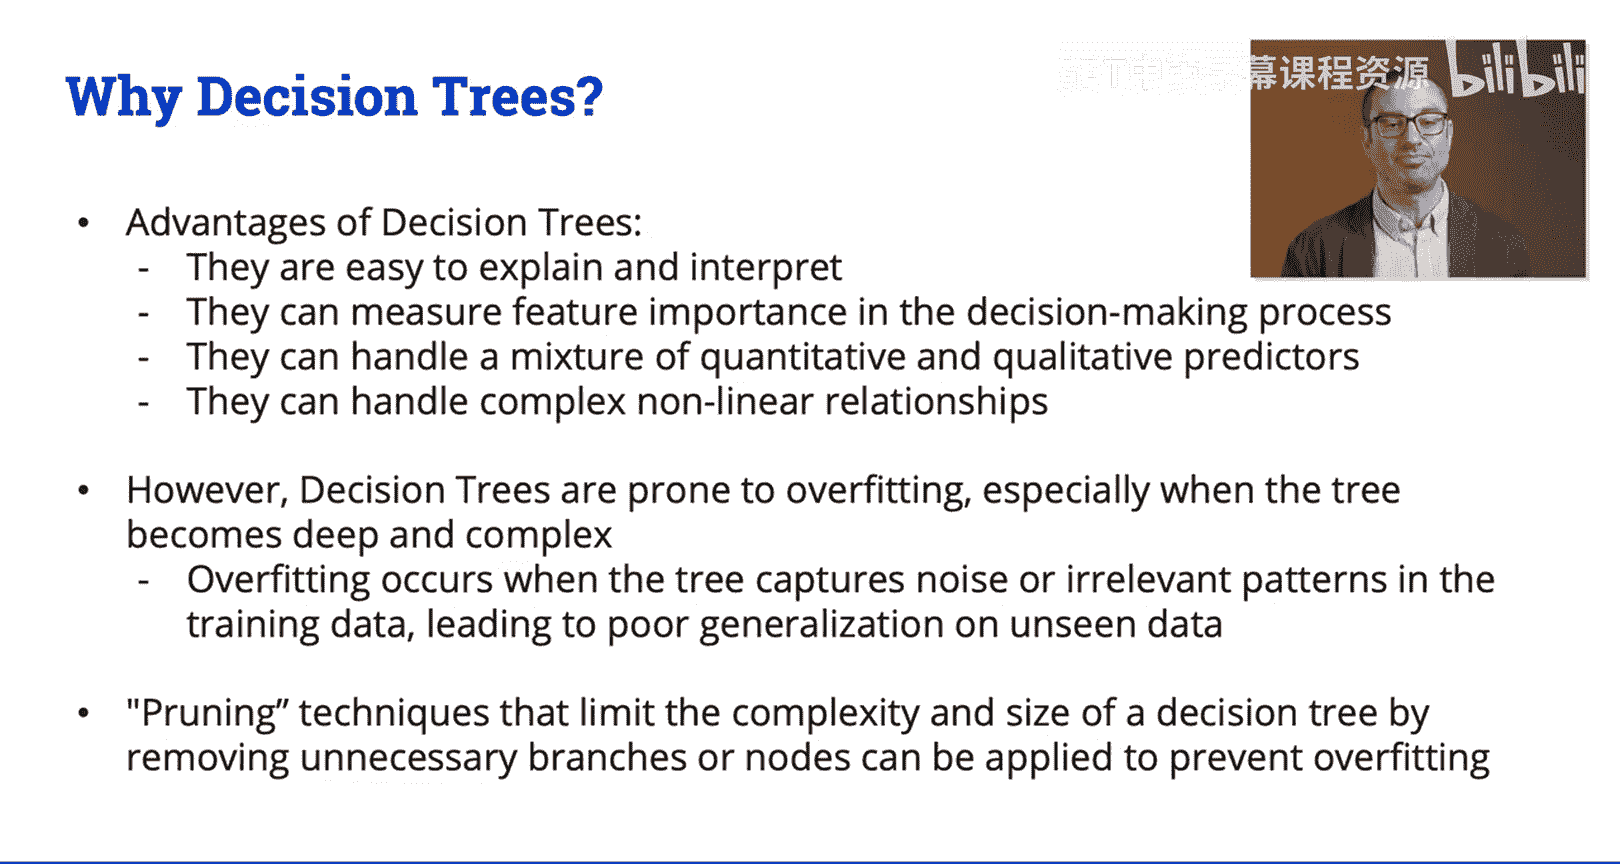 幕课程资源 bilibili
Why Decision Trees?
• Advantages of Decision Trees:
- They are easy to explain and interpret
- They can measure feature importance in the decision-making process
- They can handle a mixture of quantitative and qualitative predictors
- They can handle complex non-linear relationships
• However, Decision Trees are prone to overfitting, especially when the tree
becomes deep and complex
- Overfitting occurs when the tree captures noise or irrelevant patterns in the
training data, leading to poor generalization on unseen data
• "Pruning” techniques that limit the complexity and size of a decision tree by
removing unnecessary branches or nodes can be applied to prevent overfitting